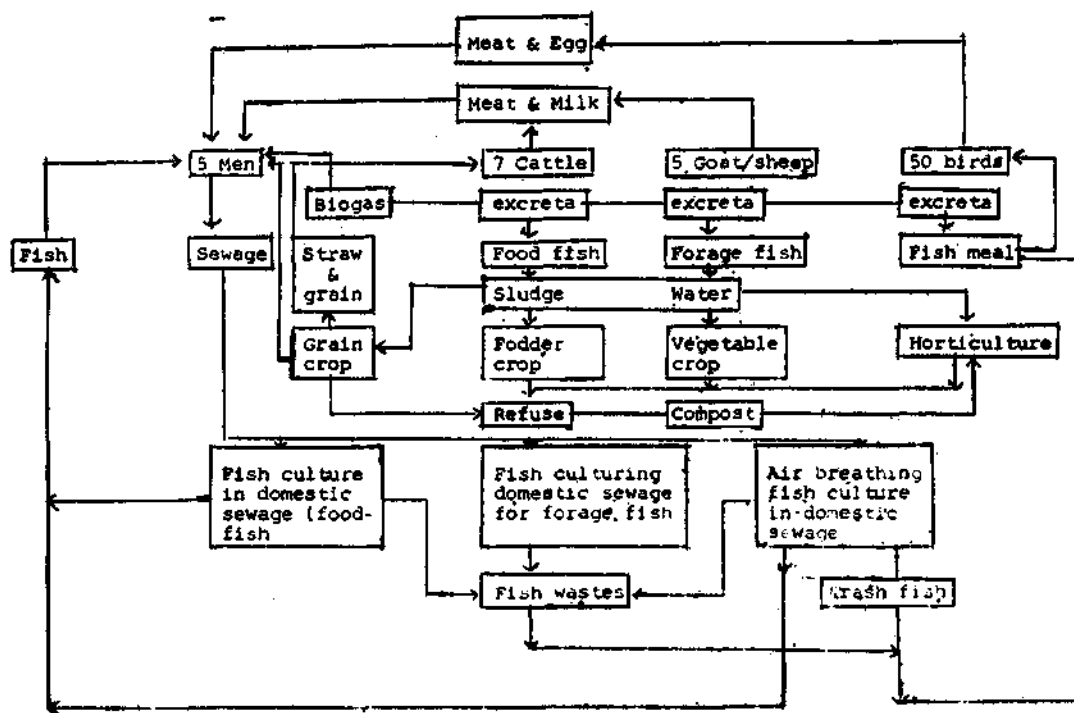 Meat & Egg
Meat & Milk
5 Men
7 Cattle
5 Goat/sheep
50 birds
Biogas
excreta
excreta
excreta
Fish
Sewage
Straw
&
grain
Food fish
Forage fish
Fish meal
Sludge
Water
Grain
crop
Fodder
crop
Vegetable
crop
Horticulture
Refuse
Compost
Fish culture
in domestic
sewage (food-
fish
Fish culturing
domestic sewage
for forage fish
Air breathing
fish culture
in-domestic
sewage
Fish wastes
Trash fish